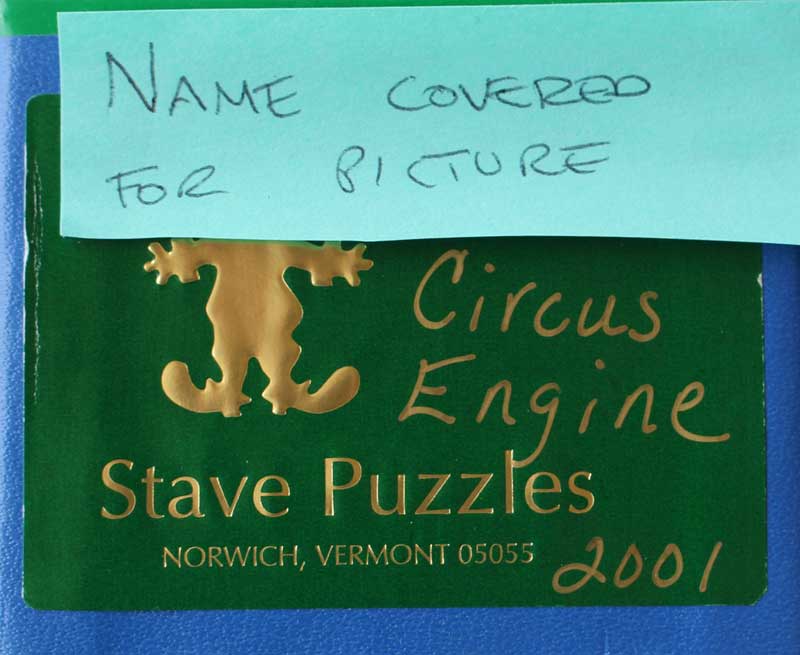 NAME COVERED
FOR PICTURE
Circus
Engine
Stave Puzzles
NORWICH, VERMONT 05055
2001